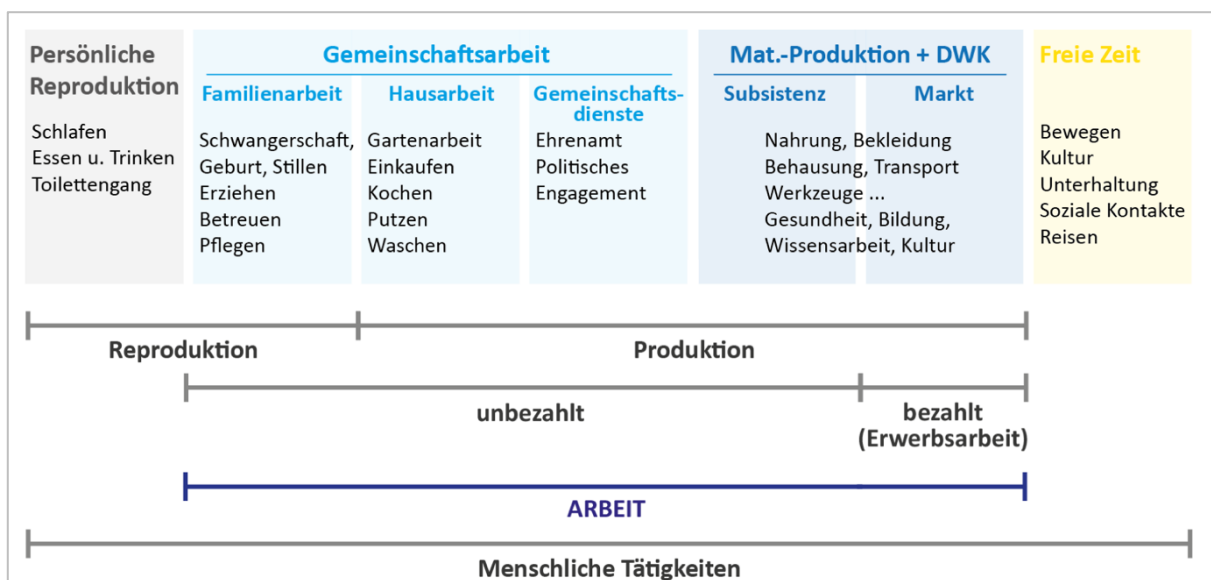 Persönliche
Reproduktion
Schlafen
Essen u. Trinken
Toilettengang
Gemeinschaftsarbeit
Familienarbeit
Schwangerschaft,
Geburt, Stillen
Erziehen
Betreuen
Pflegen
Hausarbeit
Gartenarbeit
Einkaufen
Kochen
Putzen
Waschen
Gemeinschafts-
dienste
Ehrenamt
Politisches
Engagement
Mat.-Produktion + DWK
Subsistenz
Markt
Nahrung, Bekleidung
Behausung, Transport
Werkzeuge ...
Gesundheit, Bildung,
Wissensarbeit, Kultur
Freie Zeit
Bewegen
Kultur
Unterhaltung
Soziale Kontakte
Reisen
Reproduktion
Produktion
unbezahlt
bezahlt
(Erwerbsarbeit)
ARBEIT
Menschliche Tätigkeiten